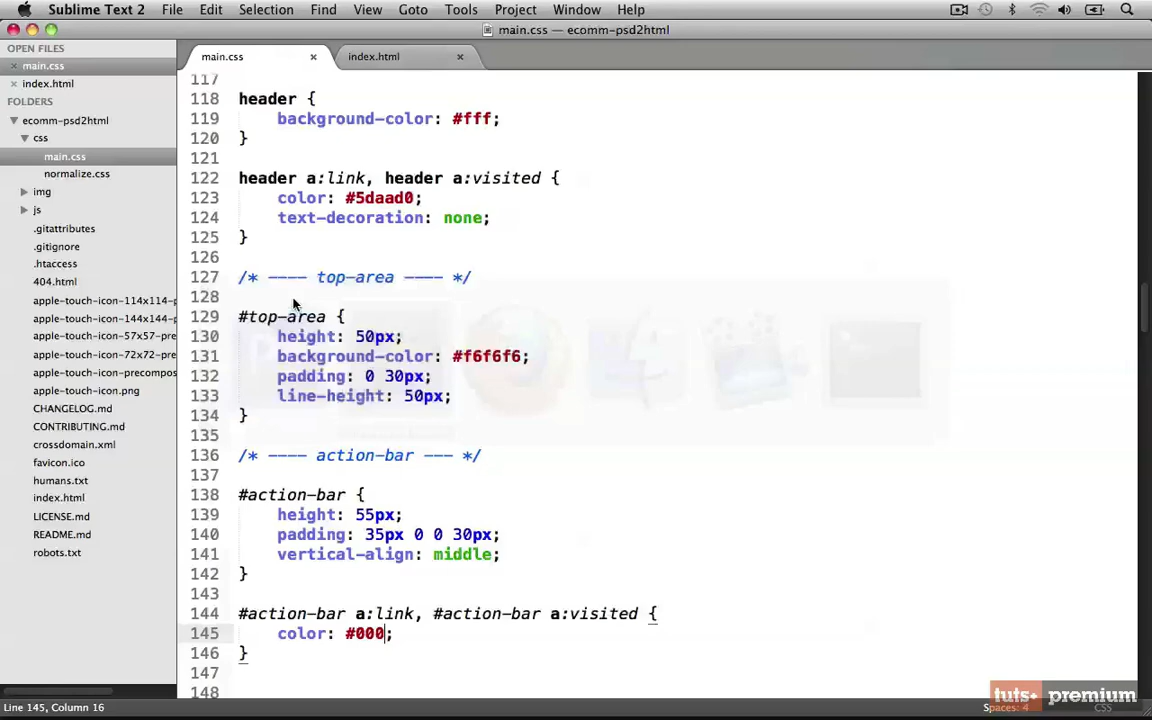 Sublime Text 2 File Edit Selection Find View Goto Tools Project Window Help
main.css — ecomm-psd2html
OPEN FILES
main.css
index.html
FOLDERS
ecomm-psd2html
css
main.css
normalize.css
img
js
.gitattributes
.gitignore
.htaccess
404.html
apple-touch-icon-114x114-p
apple-touch-icon-144x144-p
apple-touch-icon-57x57-pre
apple-touch-icon-72x72-pre
apple-touch-icon-precompos
apple-touch-icon.png
CHANGELOG.md
CONTRIBUTING.md
crossdomain.xml
favicon.ico
humans.txt
index.html
LICENSE.md
README.md
robots.txt
main.css index.html
117
118 header {
119 background-color: #fff;
120 }
121
122 header a:link, header a:visited {
123 color: #5daad0;
124 text-decoration: none;
125 }
126
127 /* ---- top-area ---- */
128
129 #top-area {
130 height: 50px;
131 background-color: #f6f6f6;
132 padding: 0 30px;
133 line-height: 50px;
134 }
135
136 /* ---- action-bar --- */
137
138 #action-bar {
139 height: 55px;
140 padding: 35px 0 0 30px;
141 vertical-align: middle;
142 }
143
144 #action-bar a:link, #action-bar a:visited {
145 color: #000;
146 }
147
148
tuts+ premium
Line 145, Column 16 Spaces: 4 CSS